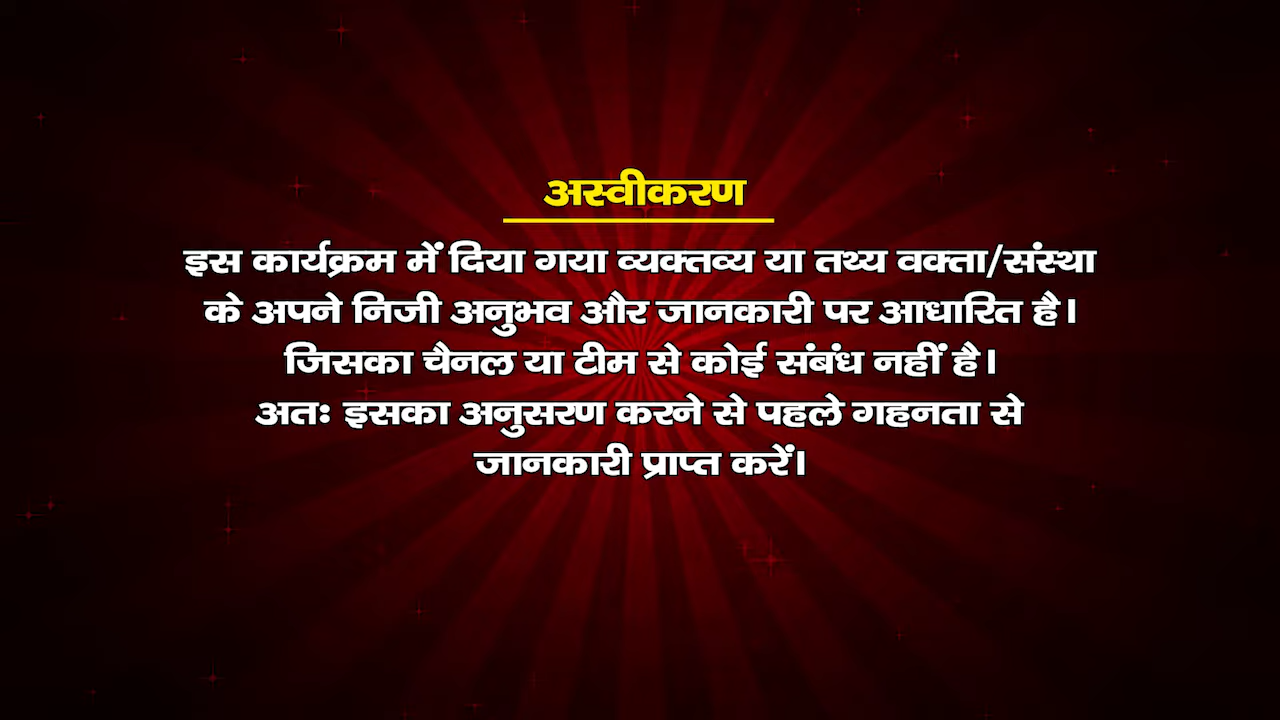 अस्वीकरण
इस कार्यक्रम में दिया गया व्यक्तव्य या तथ्य वक्ता/संस्था
के अपने निजी अनुभव और जानकारी पर आधारित है।
जिसका चैनल या टीम से कोई संबंध नहीं है।
अतः इसका अनुसरण करने से पहले गहनता से
जानकारी प्राप्त करें।